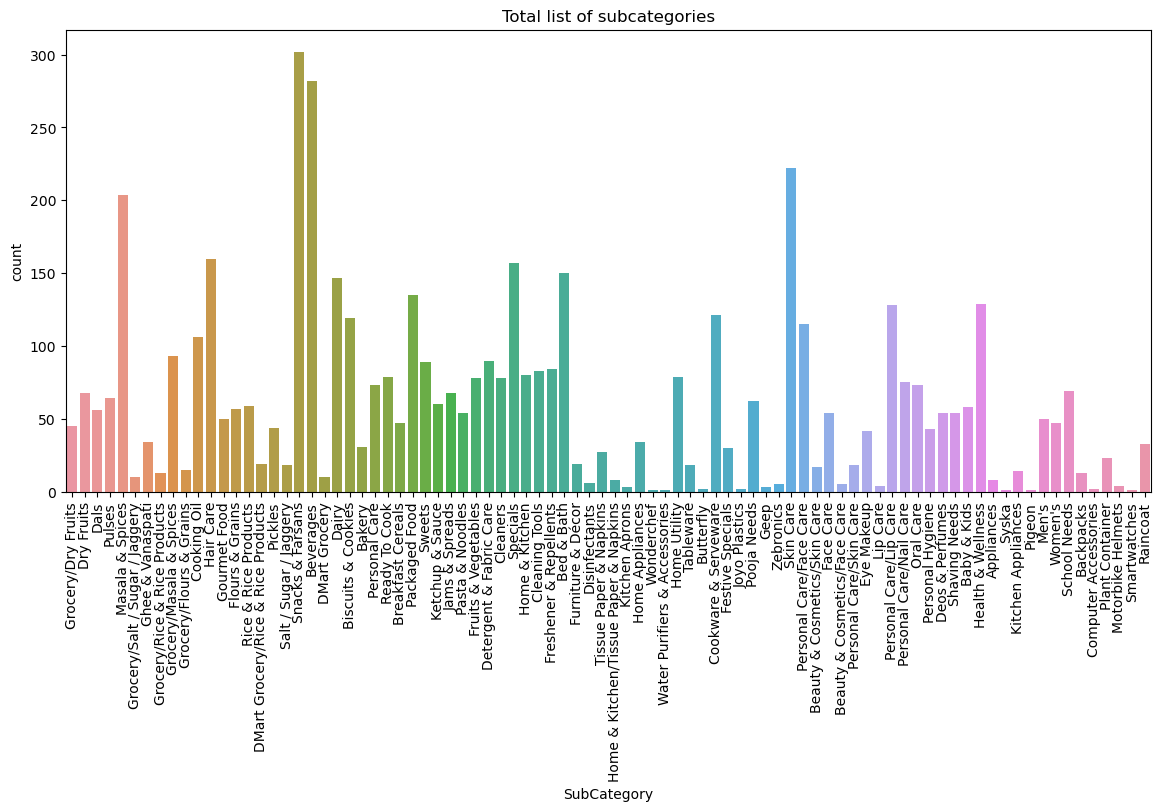 Total list of subcategories
count
300
250
200
150
100
50
0
Grocery/Dry Fruits
Dry Fruits
Dals
Pulses
Masala & Spices
Grocery/Salt / Sugar / Jaggery
Ghee & Vanaspati
Grocery/Rice & Rice Products
Grocery/Masala & Spices
Grocery/Flours & Grains
Cooking Oil
Hair Care
Gourmet Food
Flours & Grains
Rice & Rice Products
DMart Grocery/Rice & Rice Products
Pickles
Salt / Sugar / Jaggery
Snacks & Farsans
Beverages
DMart Grocery
Dairy
Biscuits & Cookies
Bakery
Personal Care
Ready To Cook
Breakfast Cereals
Packaged Food
Sweets
Ketchup & Sauce
Jams & Spreads
Pasta & Noodles
Fruits & Vegetables
Detergent & Fabric Care
Cleaners
Specials
Home & Kitchen
Cleaning Tools
Freshener & Repellents
Bed & Bath
Furniture & Decor
Disinfectants
Tissue Paper & Napkins
Home & Kitchen/Tissue Paper & Napkins
Kitchen Aprons
Home Appliances
Wonderchef
Water Purifiers & Accessories
Home Utility
Tableware
Butterfly
Cookware & Serveware
Festive Specials
Joyo Plastics
Pooja Needs
Geep
Zebronics
Skin Care
Personal Care/Face Care
Beauty & Cosmetics/Skin Care
Face Care
Beauty & Cosmetics/Face Care
Personal Care/Skin Care
Eye Makeup
Lip Care
Personal Care/Lip Care
Personal Care/Nail Care
Oral Care
Personal Hygiene
Deos & Perfumes
Shaving Needs
Baby & Kids
Health & Wellness
Appliances
Syska
Kitchen Appliances
Pigeon
Men's
Women's
School Needs
Backpacks
Computer Accessories
Plant Container
Motorbike Helmets
Smartwatches
Raincoat
SubCategory